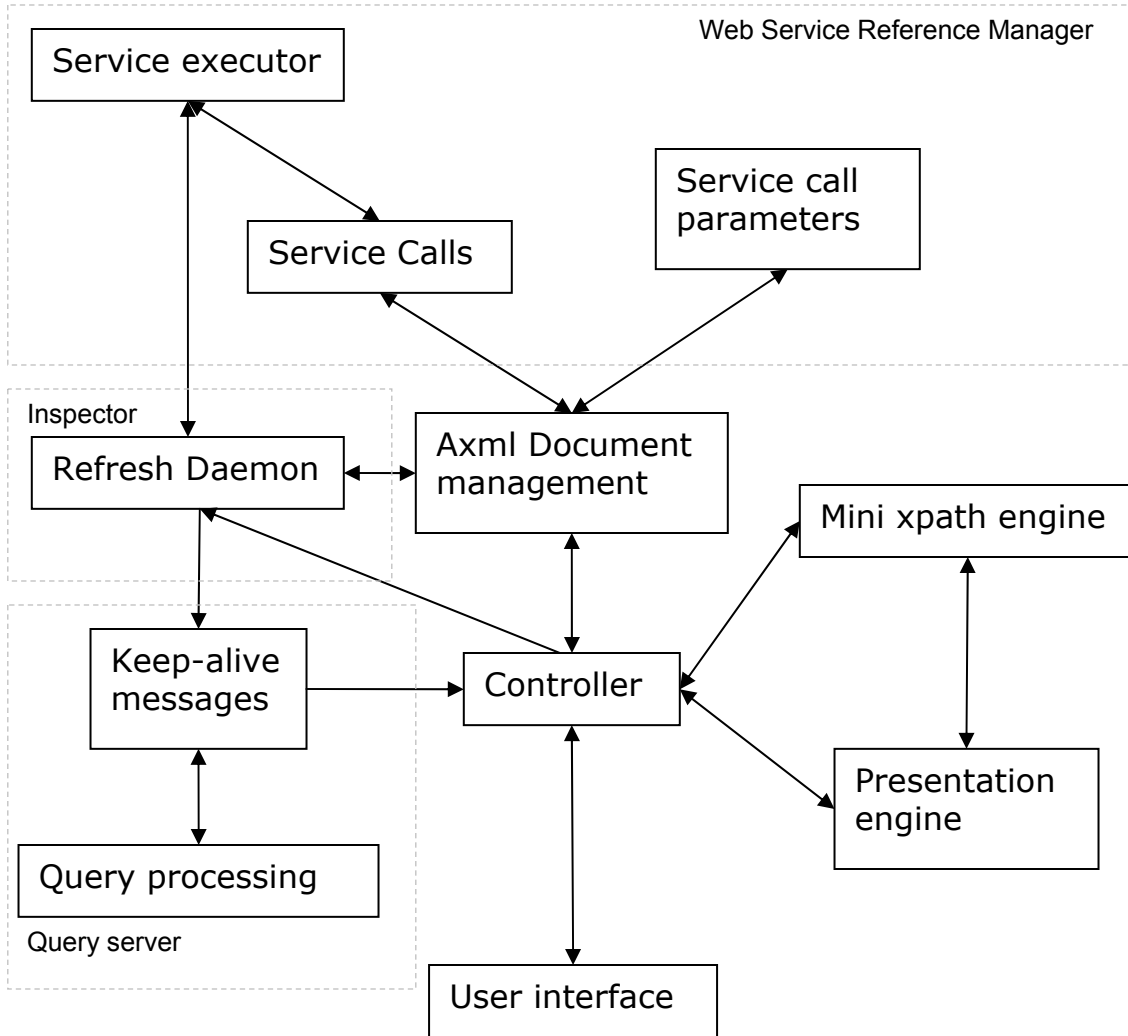 Web Service Reference Manager
Service executor
Service call
parameters
Service Calls
Inspector
Refresh Daemon
Axml Document
management
Mini xpath engine
Keep-alive
messages
Controller
Presentation
engine
Query processing
Query server
User interface